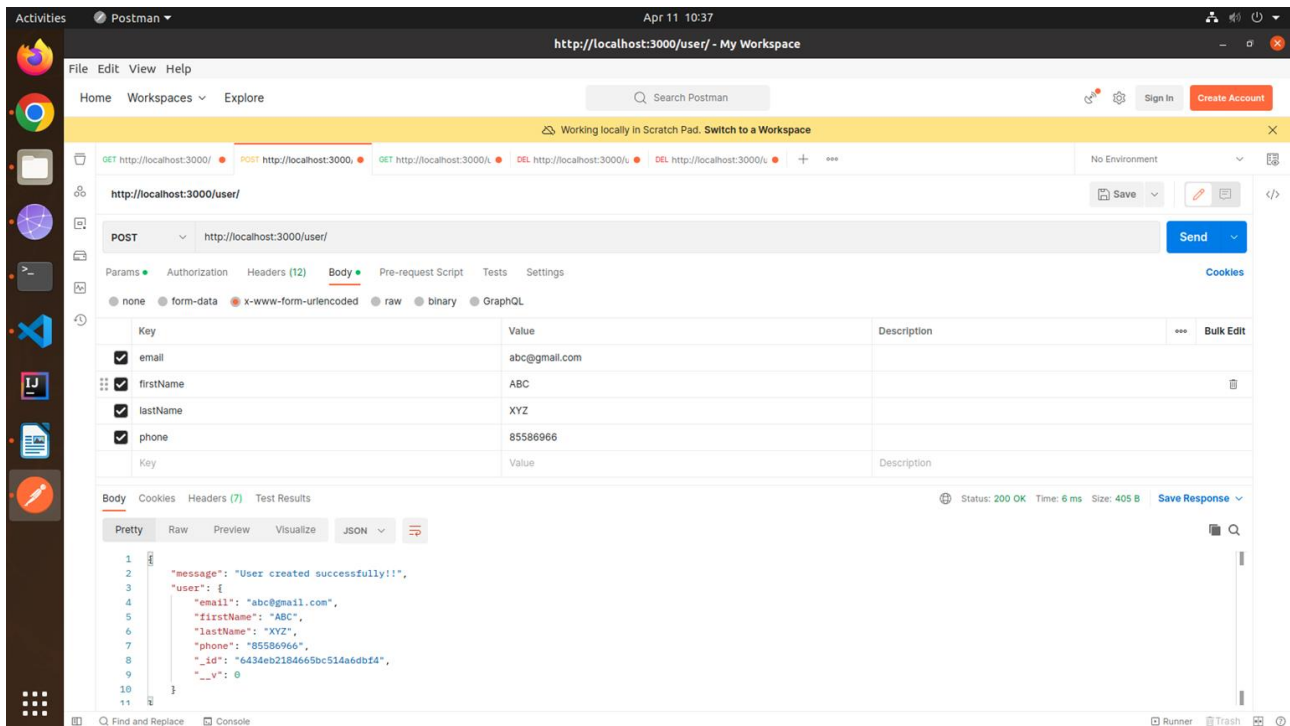 Activities Postman Apr 11 10:37
http://localhost:3000/user/ - My Workspace
File Edit View Help
Home Workspaces Explore Search Postman Sign In Create Account
Working locally in Scratch Pad. Switch to a Workspace
GET http://localhost:3000/ POST http://localhost:3000/ GET http://localhost:3000/u DEL http://localhost:3000/u DEL http://localhost:3000/u No Environment
http://localhost:3000/user/ Save
POST http://localhost:3000/user/ Send
Params Authorization Headers (12) Body Pre-request Script Tests Settings Cookies
none form-data x-www-form-urlencoded raw binary GraphQL
Key Value Description Bulk Edit
email abc@gmail.com
firstName ABC
lastName XYZ
phone 85586966
Key Value Description
Body Cookies Headers (7) Test Results Status: 200 OK Time: 6 ms Size: 405 B Save Response
Pretty Raw Preview Visualize JSON
1 {
2 "message": "User created successfully!!",
3 "user": {
4 "email": "abc@gmail.com",
5 "firstName": "ABC",
6 "lastName": "XYZ",
7 "phone": "85586966",
8 "_id": "6434eb2184665bc514a6dbf4",
9 "__v": 0
10 }
11 }
Find and Replace Console Runner Trash